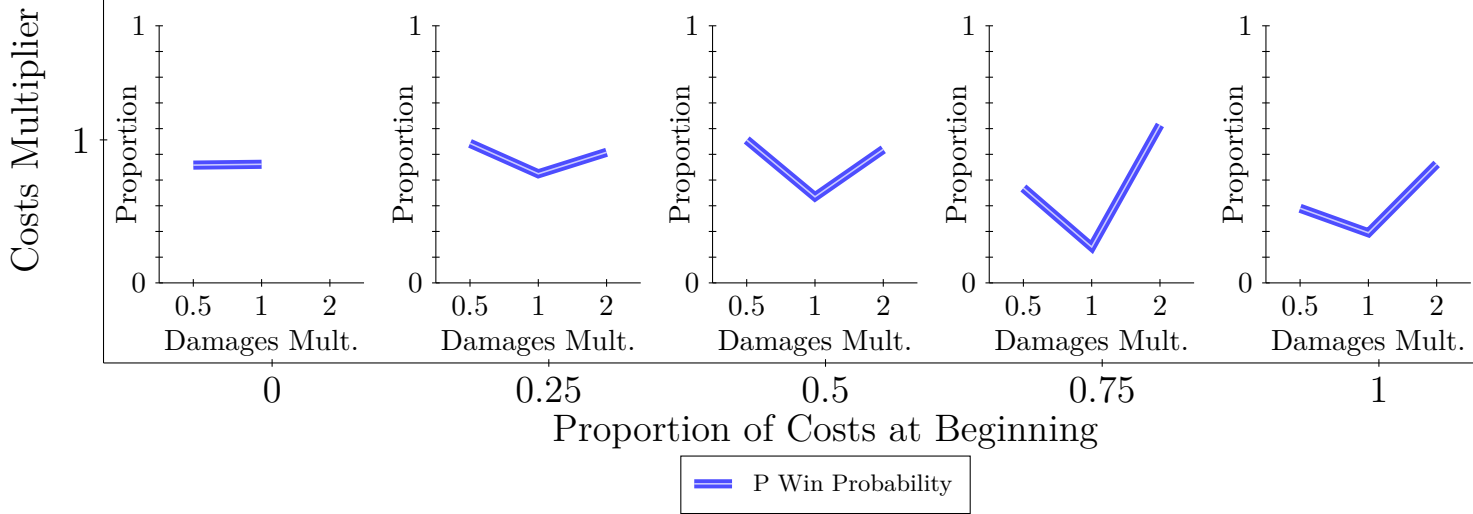 Costs Multiplier
1
1
Proportion
0
0.5 1 2
Damages Mult.
1
Proportion
0
0.5 1 2
Damages Mult.
1
Proportion
0
0.5 1 2
Damages Mult.
1
Proportion
0
0.5 1 2
Damages Mult.
1
Proportion
0
0.5 1 2
Damages Mult.
0 0.25 0.5 0.75 1
Proportion of Costs at Beginning
P Win Probability